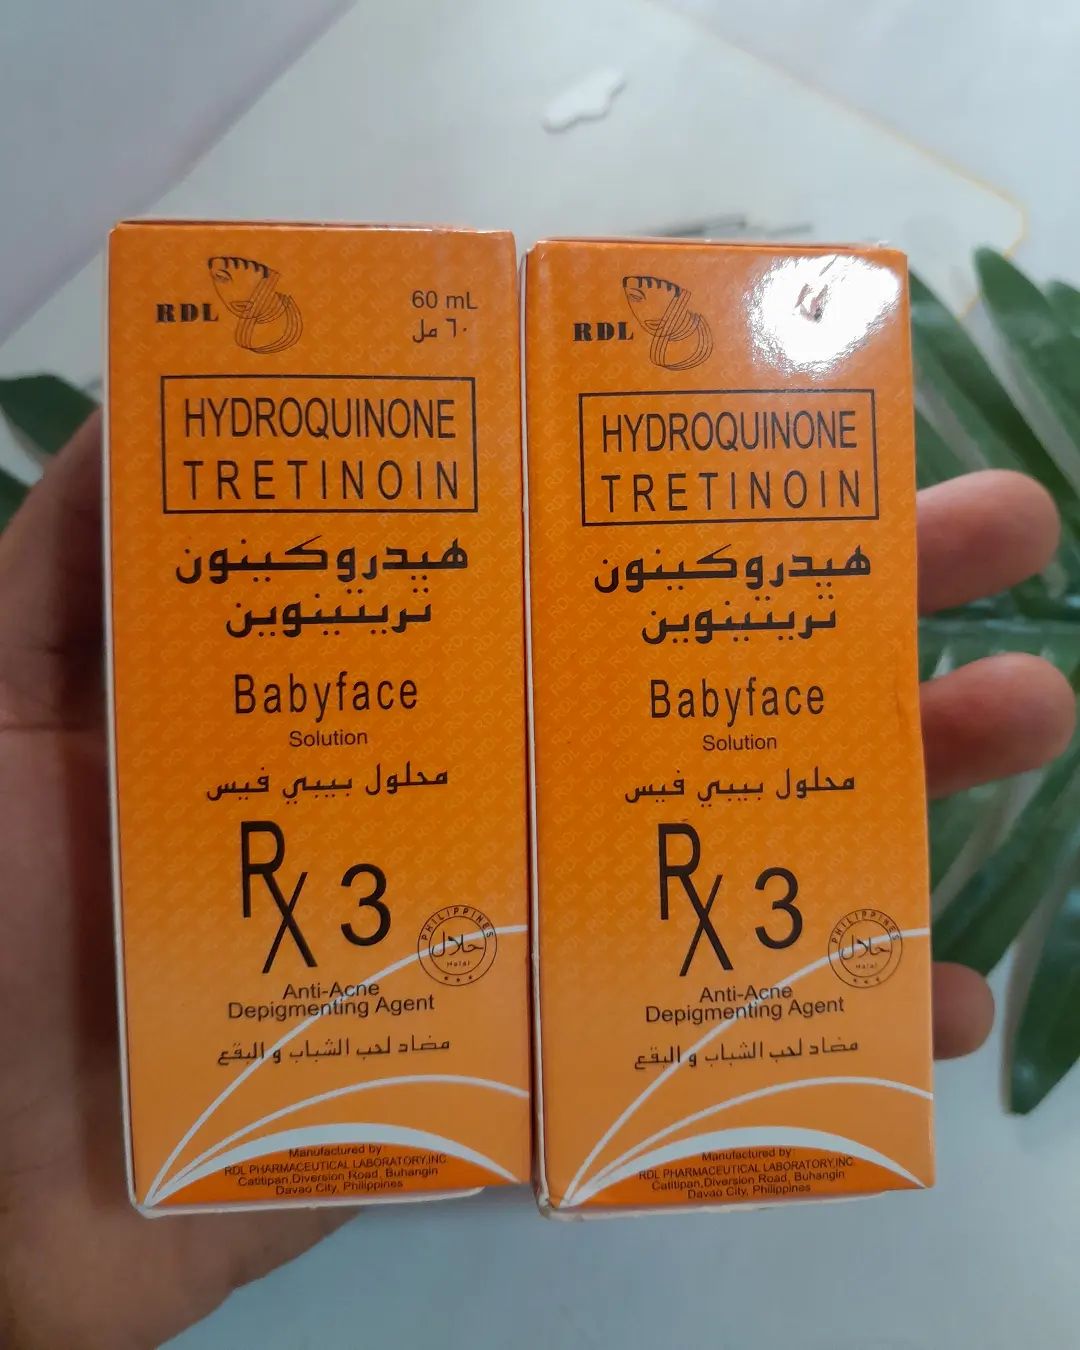 RDL
60 mL
٦٠ مل
HYDROQUINONE
TRETINOIN
هيدروكينون
تريتينوين
Babyface
Solution
محلول بيبي فيس
Rx 3
PHILIPPINES
حلال
Halal
Anti-Acne
Depigmenting Agent
مضاد لحب الشباب و البقع
Manufactured by:
RDL PHARMACEUTICAL LABORATORY,INC.
Catitipan,Diversion Road, Buhangin
Davao City, Philippines
RDL
HYDROQUINONE
TRETINOIN
هيدروكينون
تريتينوين
Babyface
Solution
محلول بيبي فيس
Rx 3
PHILIPPINES
حلال
Halal
Anti-Acne
Depigmenting Agent
مضاد لحب الشباب و البقع
Manufactured by:
RDL PHARMACEUTICAL LABORATORY,INC.
Catitipan,Diversion Road, Buhangin
Davao City, Philippines